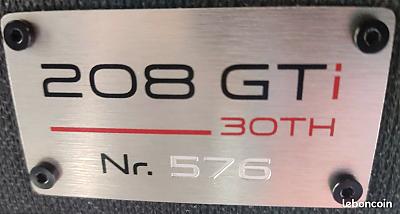 208 GTi
30TH
Nr. 576
leboncoin